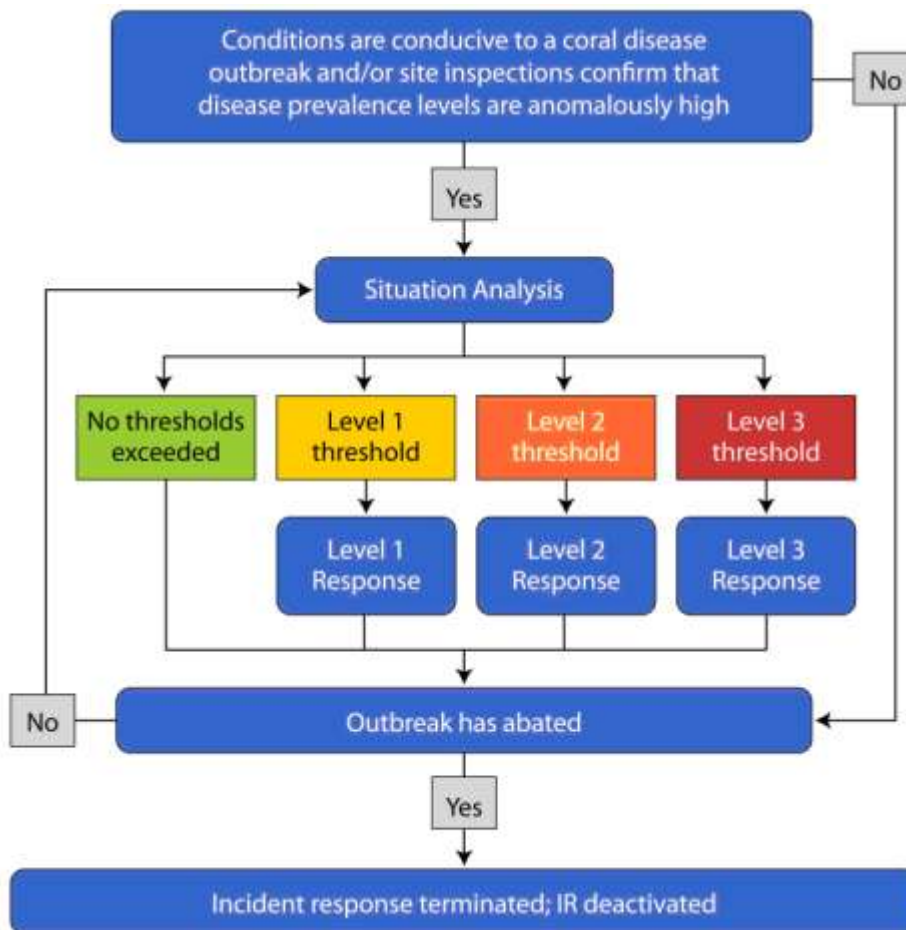 Conditions are conducive to a coral disease
outbreak and/or site inspections confirm that
disease prevalence levels are anomalously high
No
Yes
Situation Analysis
No thresholds
exceeded
Level 1
threshold
Level 2
threshold
Level 3
threshold
Level 1
Response
Level 2
Response
Level 3
Response
No
Outbreak has abated
Yes
Incident response terminated; IR deactivated